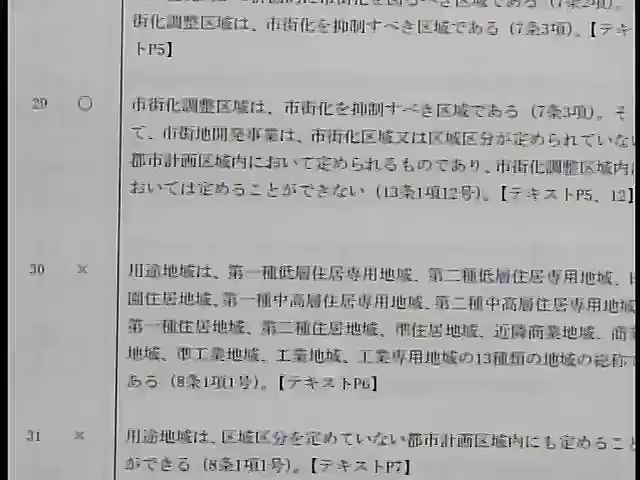 街化調整区域は、市街化を抑制すべき区域である（7条3項）。【テキ
トP5】
29 ○ 市街化調整区域は、市街化を抑制すべき区域である（7条3項）。そ
て、市街地開発事業は、市街化区域又は区域区分が定められていな
都市計画区域内において定められるものであり、市街化調整区域内
おいては定めることができない（13条1項12号）。【テキストP5、12】
30 × 用途地域は、第一種低層住居専用地域、第二種低層住居専用地域、
園住居地域、第一種中高層住居専用地域、第二種中高層住居専用地域
第一種住居地域、第二種住居地域、準住居地域、近隣商業地域、商
地域、準工業地域、工業地域、工業専用地域の13種類の地域の総称
ある（8条1項1号）。【テキストP6】
31 × 用途地域は、区域区分を定めていない都市計画区域内にも定めるこ
ができる（8条1項1号）。【テキストP7】